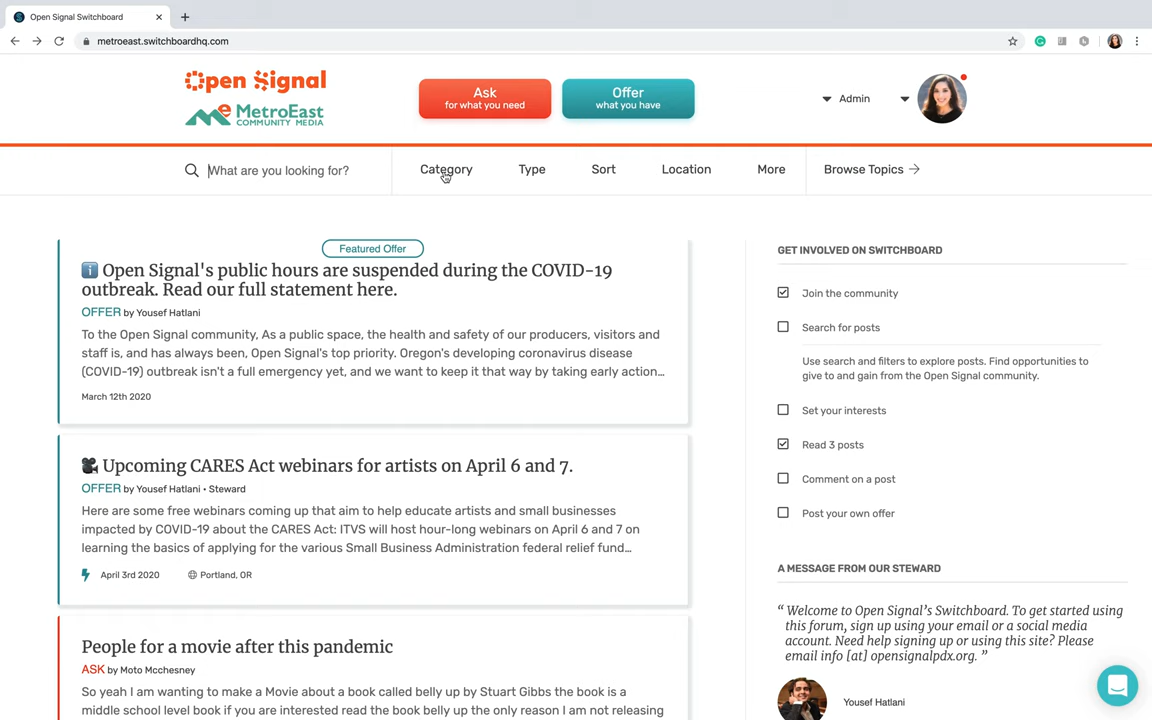 Open Signal Switchboard
metroeast.switchboardhq.com
Open Signal
MetroEast
COMMUNITY MEDIA
Ask
for what you need
Offer
what you have
Admin
What are you looking for?
Category
Type
Sort
Location
More
Browse Topics
Featured Offer
Open Signal's public hours are suspended during the COVID-19
outbreak. Read our full statement here.
OFFER by Yousef Hatlani
To the Open Signal community, As a public space, the health and safety of our producers, visitors and
staff is, and has always been, Open Signal's top priority. Oregon's developing coronavirus disease
(COVID-19) outbreak isn't a full emergency yet, and we want to keep it that way by taking early action...
March 12th 2020
Upcoming CARES Act webinars for artists on April 6 and 7.
OFFER by Yousef Hatlani • Steward
Here are some free webinars coming up that aim to help educate artists and small businesses
impacted by COVID-19 about the CARES Act: ITVS will host hour-long webinars on April 6 and 7 on
learning the basics of applying for the various Small Business Administration federal relief fund...
April 3rd 2020
Portland, OR
People for a movie after this pandemic
ASK by Moto Mcchesney
So yeah I am wanting to make a Movie about a book called belly up by Stuart Gibbs the book is a
middle school level book if you are interested read the book belly up the only reason I am not releasing
GET INVOLVED ON SWITCHBOARD
Join the community
Search for posts
Use search and filters to explore posts. Find opportunities to
give to and gain from the Open Signal community.
Set your interests
Read 3 posts
Comment on a post
Post your own offer
A MESSAGE FROM OUR STEWARD
“ Welcome to Open Signal’s Switchboard. To get started using
this forum, sign up using your email or a social media
account. Need help signing up or using this site? Please
email info [at] opensignalpdx.org. ”
Yousef Hatlani